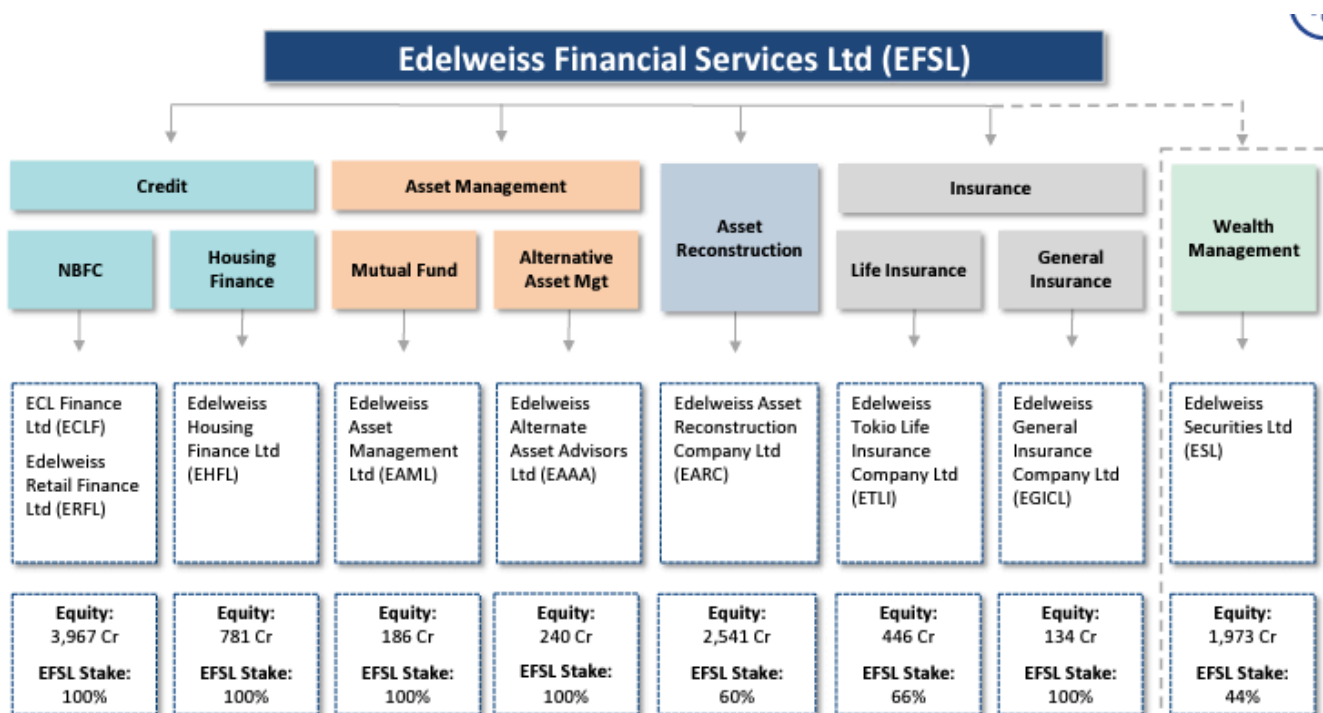 Edelweiss Financial Services Ltd (EFSL)
Credit
Asset Management
Asset
Reconstruction
Insurance
Wealth
Management
NBFC
Housing
Finance
Mutual Fund
Alternative
Asset Mgt
Life Insurance
General
Insurance
ECL Finance
Ltd (ECLF)
Edelweiss
Retail Finance
Ltd (ERFL)
Edelweiss
Housing
Finance Ltd
(EHFL)
Edelweiss
Asset
Management
Ltd (EAML)
Edelweiss
Alternate
Asset Advisors
Ltd (EAAA)
Edelweiss Asset
Reconstruction
Company Ltd
(EARC)
Edelweiss
Tokio Life
Insurance
Company Ltd
(ETLI)
Edelweiss
General
Insurance
Company Ltd
(EGICL)
Edelweiss
Securities Ltd
(ESL)
Equity:
3,967 Cr
EFSL Stake:
100%
Equity:
781 Cr
EFSL Stake:
100%
Equity:
186 Cr
EFSL Stake:
100%
Equity:
240 Cr
EFSL Stake:
100%
Equity:
2,541 Cr
EFSL Stake:
60%
Equity:
446 Cr
EFSL Stake:
66%
Equity:
134 Cr
EFSL Stake:
100%
Equity:
1,973 Cr
EFSL Stake:
44%